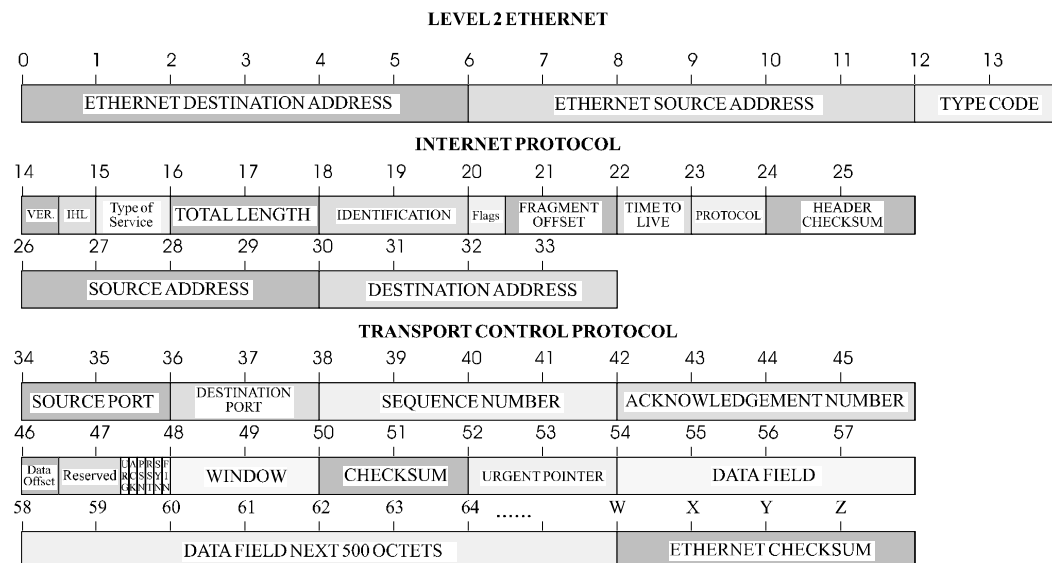 LEVEL 2 ETHERNET
0 1 2 3 4 5 6 7 8 9 10 11 12 13
ETHERNET DESTINATION ADDRESS ETHERNET SOURCE ADDRESS TYPE CODE
INTERNET PROTOCOL
14 15 16 17 18 19 20 21 22 23 24 25
VER. IHL Type of Service TOTAL LENGTH IDENTIFICATION Flags FRAGMENT OFFSET TIME TO LIVE PROTOCOL HEADER CHECKSUM
26 27 28 29 30 31 32 33
SOURCE ADDRESS DESTINATION ADDRESS
TRANSPORT CONTROL PROTOCOL
34 35 36 37 38 39 40 41 42 43 44 45
SOURCE PORT DESTINATION PORT SEQUENCE NUMBER ACKNOWLEDGEMENT NUMBER
46 47 48 49 50 51 52 53 54 55 56 57
Data Offset Reserved URG ACK PSN RST SYN FIN WINDOW CHECKSUM URGENT POINTER DATA FIELD
58 59 60 61 62 63 64 ...... W X Y Z
DATA FIELD NEXT 500 OCTETS ETHERNET CHECKSUM